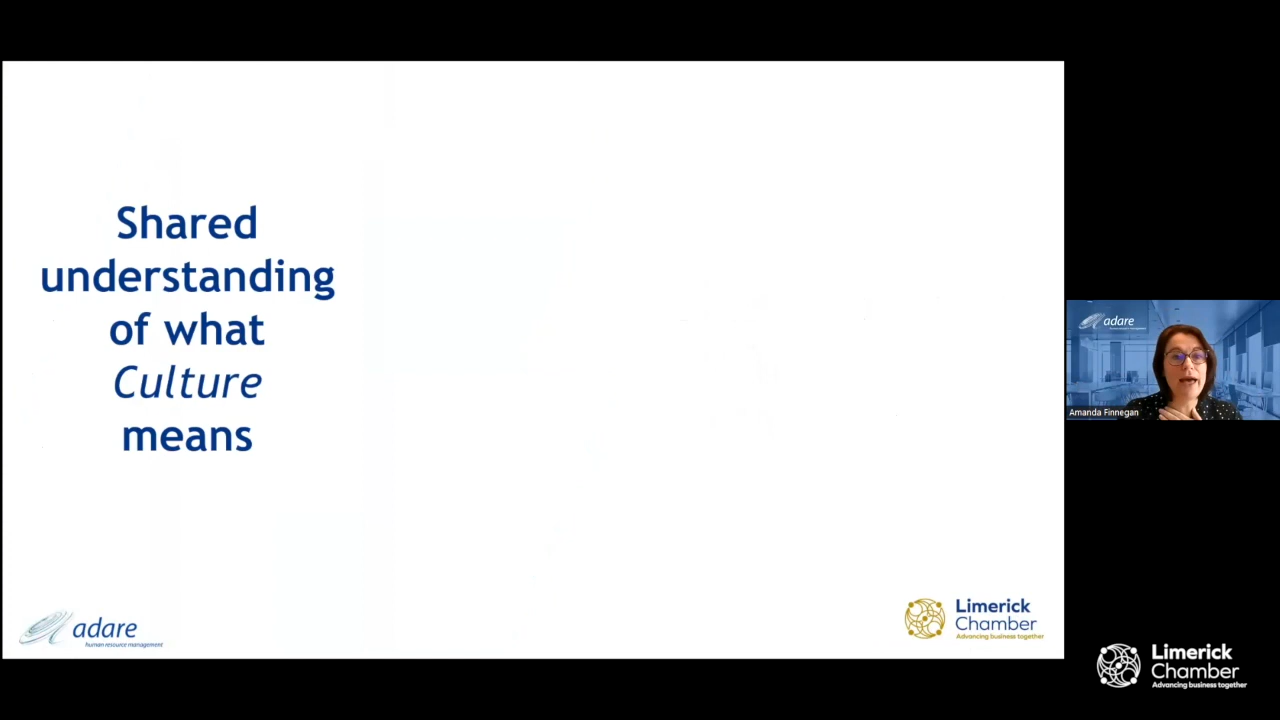 Shared
understanding
of what
Culture
means
adare
human resource management
Limerick
Chamber
Advancing business together
adare
Amanda Finnegan
Limerick
Chamber
Advancing business together